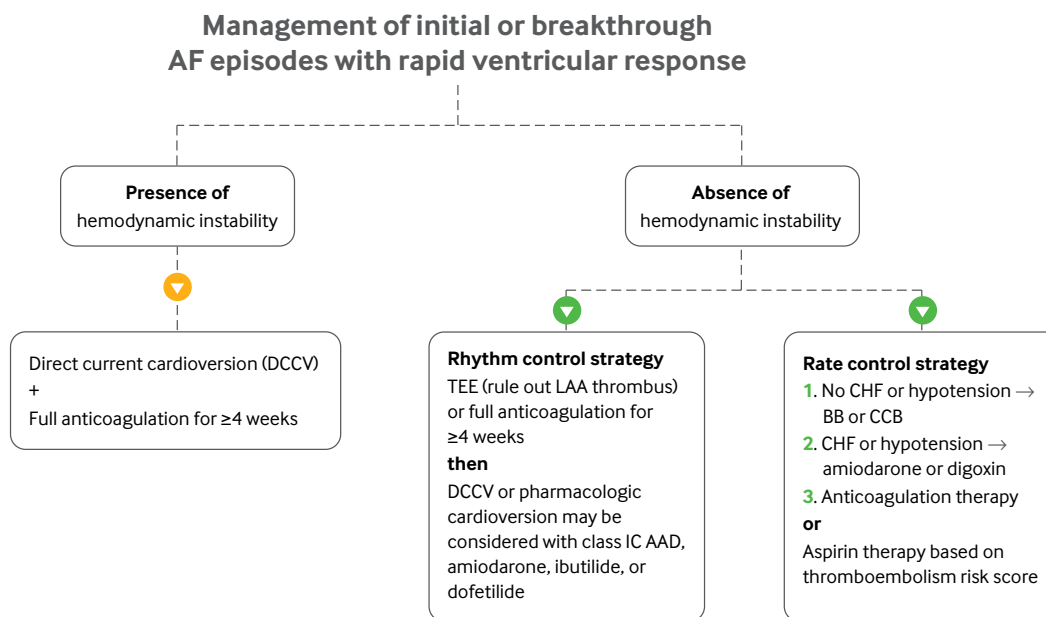 Management of initial or breakthrough
AF episodes with rapid ventricular response
Presence of
hemodynamic instability
Absence of
hemodynamic instability
Direct current cardioversion (DCCV)
+
Full anticoagulation for ≥4 weeks
Rhythm control strategy
TEE (rule out LAA thrombus)
or full anticoagulation for
≥4 weeks
then
DCCV or pharmacologic
cardioversion may be
considered with class IC AAD,
amiodarone, ibutilide, or
dofetilide
Rate control strategy
1. No CHF or hypotension →
BB or CCB
2. CHF or hypotension →
amiodarone or digoxin
3. Anticoagulation therapy
or
Aspirin therapy based on
thromboembolism risk score